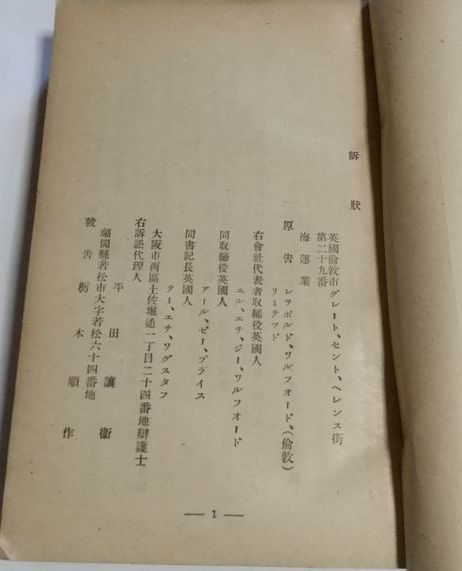 訴狀
英國倫敦市グレート、セント、ヘレンス街
第二十九番
海運業
原告 レヲポルド、ワルフオード、(倫敦)
リミテツド
右會社代表者取締役英國人
エル、エチ、ジー、ワルフオード
同取締役英國人
アール、ゼー、プライス
同書記長英國人
テー、エチ、ワグスタフ
大阪市西區土佐堀通一丁目二十四番地辯護士
右訴訟代理人
平田讓衞
福岡縣若松市大字若松六十四番地
被告 栃木順作
— 1 —